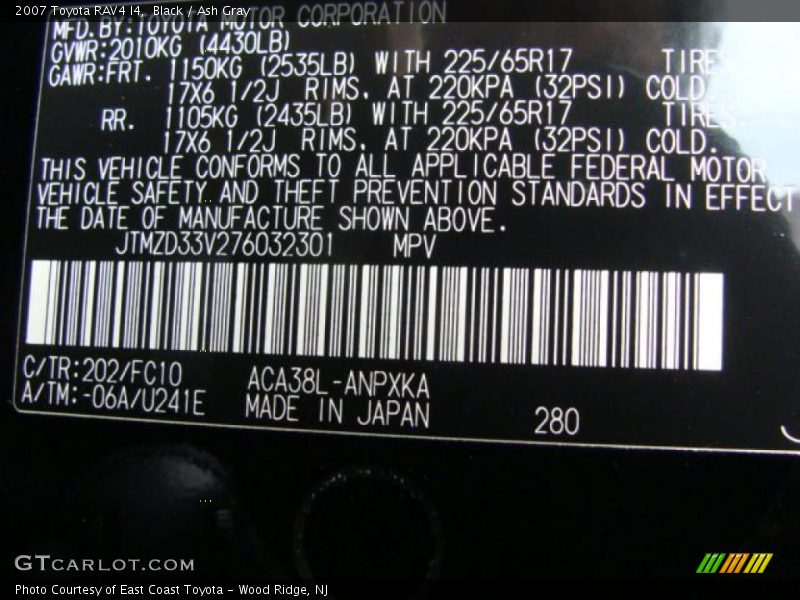 2007 Toyota RAV4 I4, Black / Ash Gray
MFD.BY:TOYOTA MOTOR CORPORATION
GVWR:2010KG (4430LB)
GAWR:FRT. 1150KG (2535LB) WITH 225/65R17 TIRES,
17X6 1/2J RIMS, AT 220KPA (32PSI) COLD.
RR. 1105KG (2435LB) WITH 225/65R17 TIRES,
17X6 1/2J RIMS, AT 220KPA (32PSI) COLD.
THIS VEHICLE CONFORMS TO ALL APPLICABLE FEDERAL MOTOR
VEHICLE SAFETY AND THEFT PREVENTION STANDARDS IN EFFECT
THE DATE OF MANUFACTURE SHOWN ABOVE.
JTMZD33V276032301 MPV
C/TR:202/FC10 ACA38L-ANPXKA
A/TM:-06A/U241E MADE IN JAPAN 280
GTCARLOT.COM
Photo Courtesy of East Coast Toyota - Wood Ridge, NJ